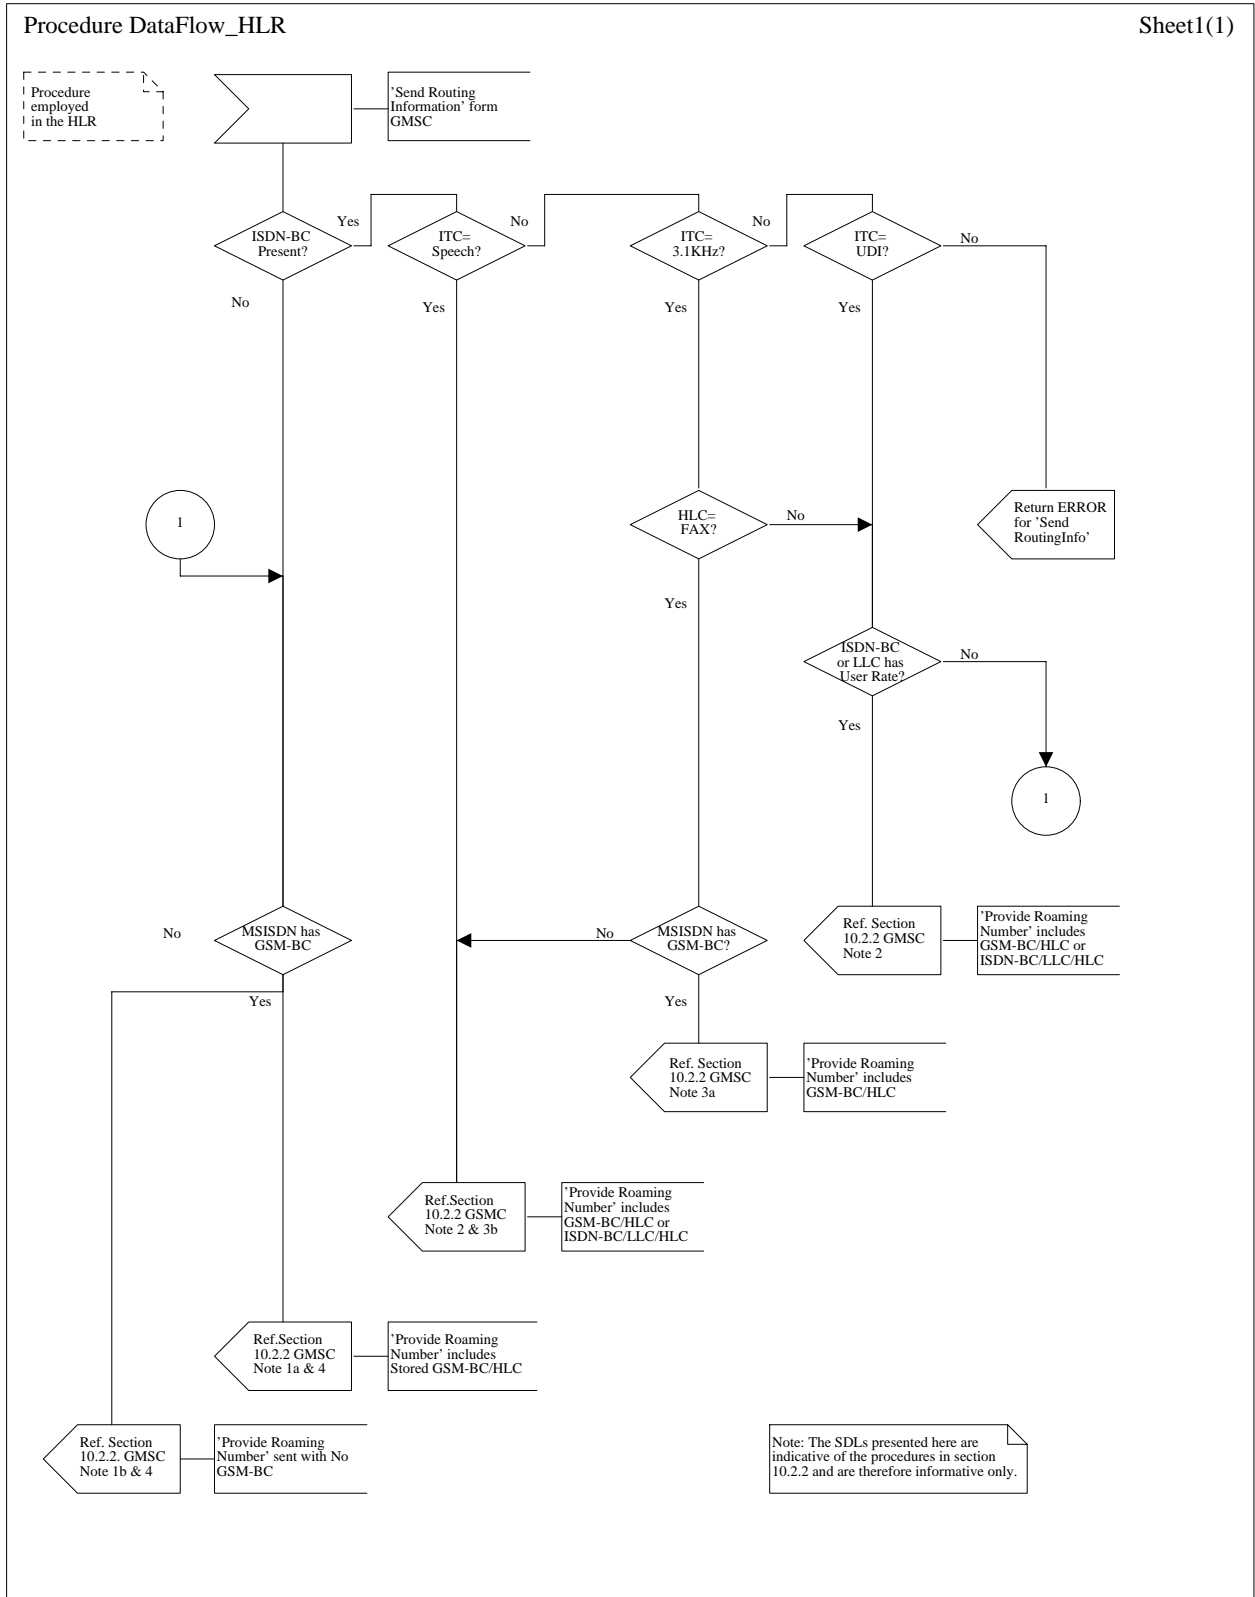 Procedure DataFlow_HLR
Sheet1(1)
Procedure
employed
in the HLR
'Send Routing
Information' form
GMSC
ISDN-BC
Present?
Yes
ITC=
Speech?
No
ITC=
3.1KHz?
No
ITC=
UDI?
No
No
Yes
Yes
Yes
1
HLC=
FAX?
No
Return ERROR
for 'Send
RoutingInfo'
Yes
ISDN-BC
or LLC has
User Rate?
No
Yes
1
No
MSISDN has
GSM-BC
No
MSISDN has
GSM-BC?
Ref. Section
10.2.2 GMSC
Note 2
'Provide Roaming
Number' includes
GSM-BC/HLC or
ISDN-BC/LLC/HLC
Yes
Yes
Ref. Section
10.2.2 GMSC
Note 3a
'Provide Roaming
Number' includes
GSM-BC/HLC
Ref.Section
10.2.2 GSMC
Note 2 & 3b
'Provide Roaming
Number' includes
GSM-BC/HLC or
ISDN-BC/LLC/HLC
Ref.Section
10.2.2 GMSC
Note 1a & 4
'Provide Roaming
Number' includes
Stored GSM-BC/HLC
Ref. Section
10.2.2. GMSC
Note 1b & 4
'Provide Roaming
Number' sent with No
GSM-BC
Note: The SDLs presented here are
indicative of the procedures in section
10.2.2 and are therefore informative only.